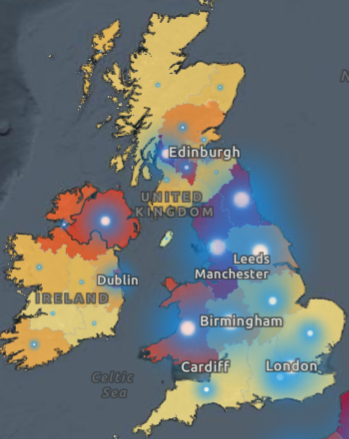 Edinburgh
UNITED
KINGDOM
Leeds
Manchester
Dublin
IRELAND
Birmingham
Cardiff
London
Celtic
Sea